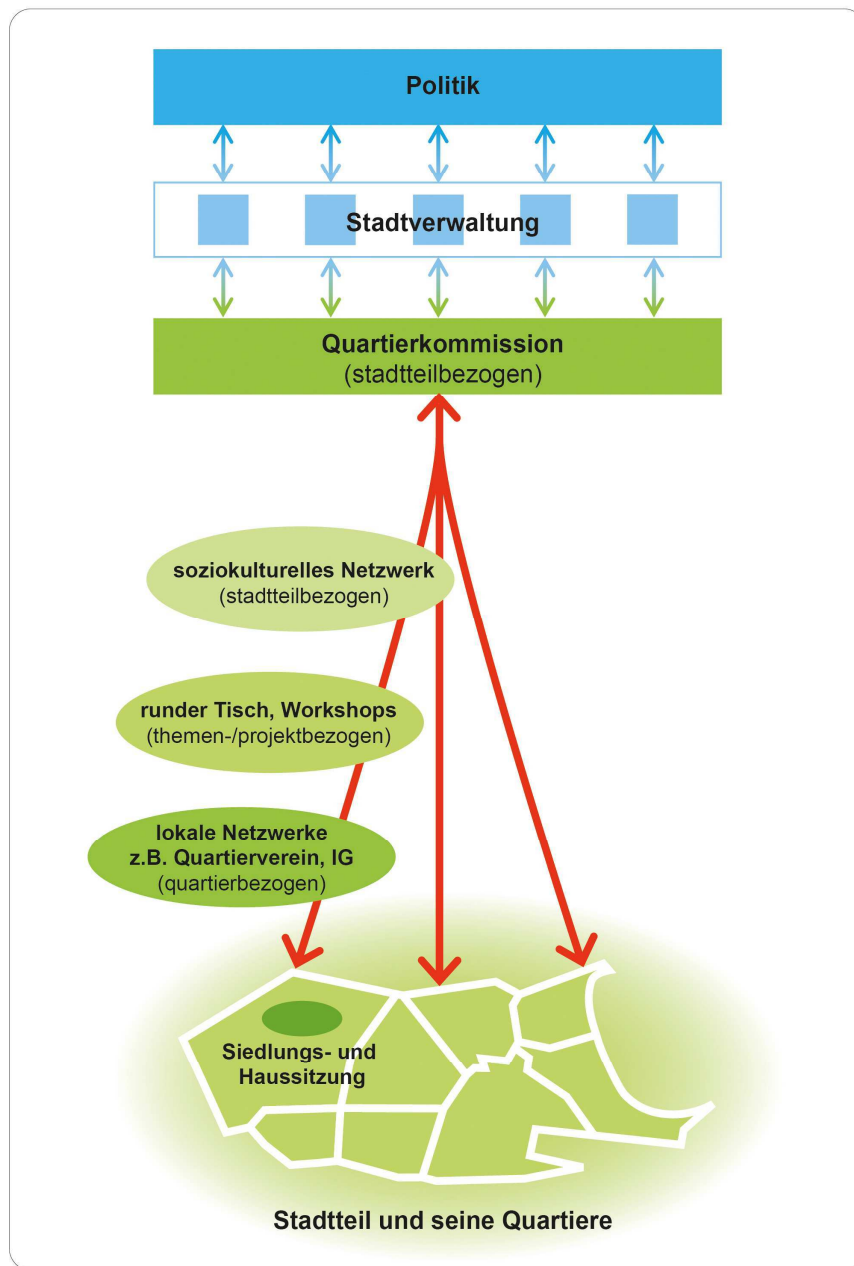 Politik
Stadtverwaltung
Quartierkommission
(stadtteilbezogen)
soziokulturelles Netzwerk
(stadtteilbezogen)
runder Tisch, Workshops
(themen-/projektbezogen)
lokale Netzwerke
z.B. Quartierverein, IG
(quartierbezogen)
Siedlungs- und
Haussitzung
Stadtteil und seine Quartiere